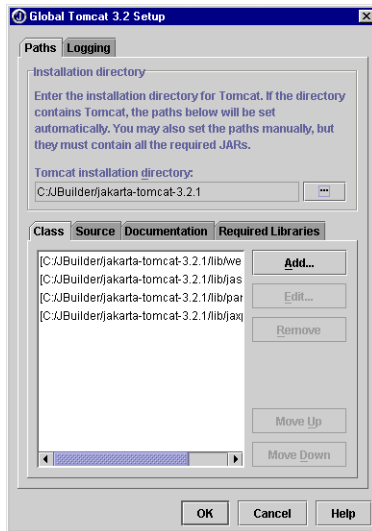 Global Tomcat 3.2 Setup
Paths Logging
Installation directory
Enter the installation directory for Tomcat. If the directory
contains Tomcat, the paths below will be set
automatically. You may also set the paths manually, but
they must contain all the required JARs.
Tomcat installation directory:
C:/JBuilder/jakarta-tomcat-3.2.1
...
Class Source Documentation Required Libraries
[C:/JBuilder/jakarta-tomcat-3.2.1/lib/we
[C:/JBuilder/jakarta-tomcat-3.2.1/lib/jas
[C:/JBuilder/jakarta-tomcat-3.2.1/lib/par
[C:/JBuilder/jakarta-tomcat-3.2.1/lib/jaxp
Add...
Edit...
Remove
Move Up
Move Down
OK Cancel Help